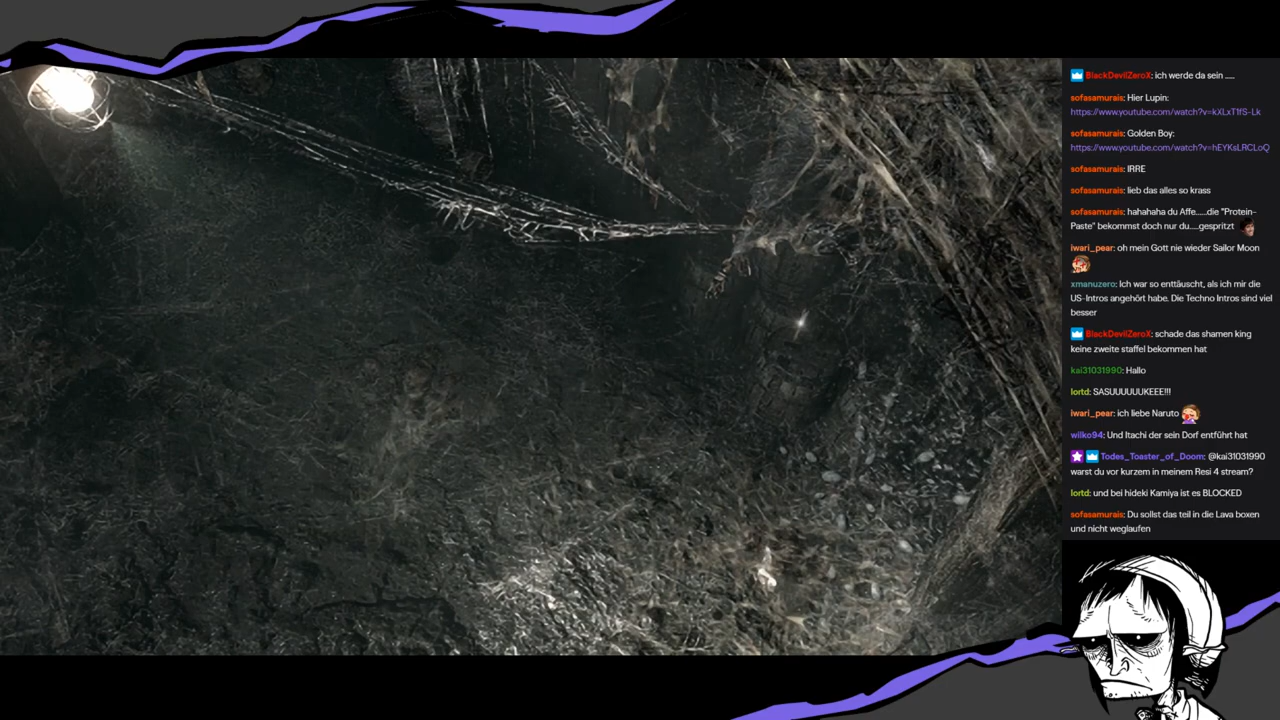 BlackDevilZeroX: ich werde da sein .....
sofasamurais: Hier Lupin:
https://www.youtube.com/watch?v=kXLxT1fS-Lk
sofasamurais: Golden Boy:
https://www.youtube.com/watch?v=hEYKsLRCLoQ
sofasamurais: IRRE
sofasamurais: lieb das alles so krass
sofasamurais: hahahaha du Affe......die "Protein-
Paste" bekommst doch nur du.....gespritzt
iwari_pear: oh mein Gott nie wieder Sailor Moon
xmanuzero: Ich war so enttäuscht, als ich mir die
US-Intros angehört habe. Die Techno Intros sind viel
besser
BlackDevilZeroX: schade das shamen king
keine zweite staffel bekommen hat
kai31031990: Hallo
lortd: SASUUUUUUKEEE!!!
iwari_pear: ich liebe Naruto
wilko94: Und Itachi der sein Dorf entführt hat
Todes_Toaster_of_Doom: @kai31031990
warst du vor kurzem in meinem Resi 4 stream?
lortd: und bei hideki Kamiya ist es BLOCKED
sofasamurais: Du sollst das teil in die Lava boxen
und nicht weglaufen